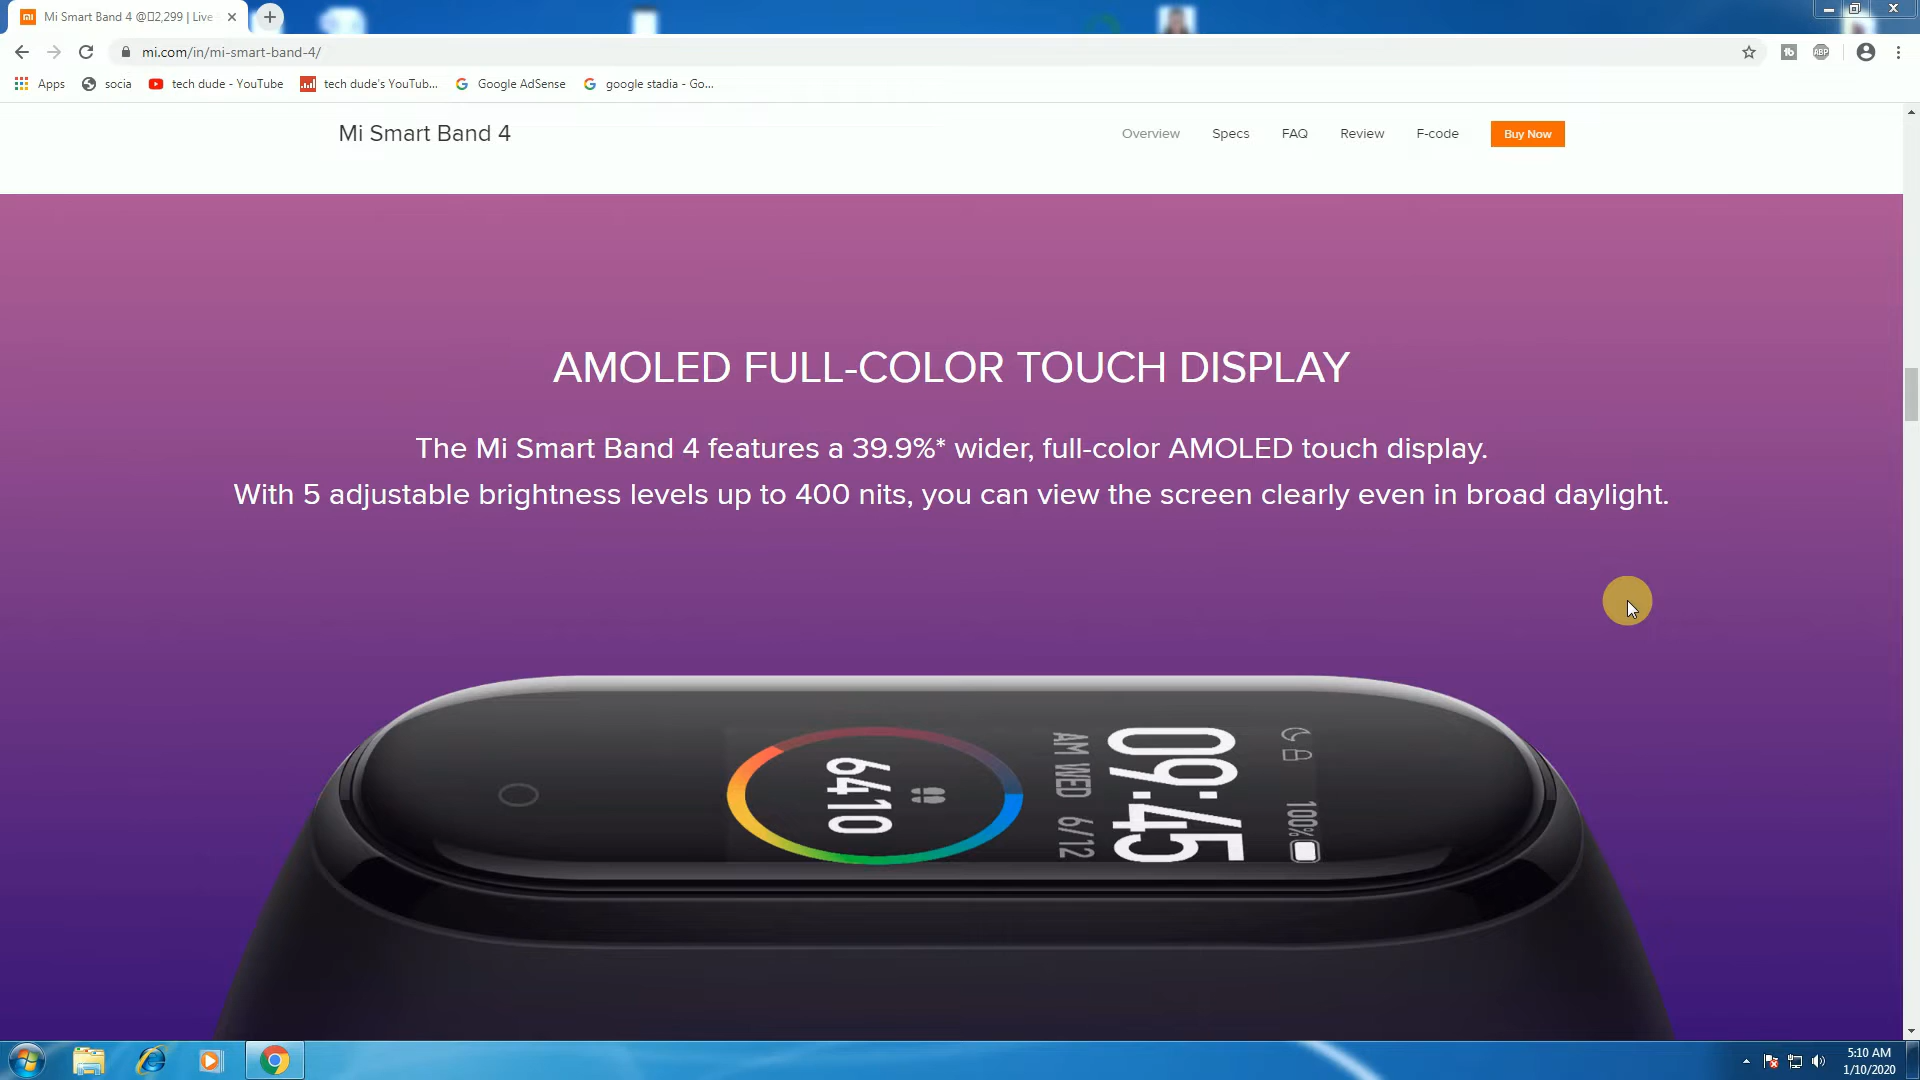 Mi Smart Band 4 @▯2,299 | Live
mi.com/in/mi-smart-band-4/
Apps
socia
tech dude - YouTube
tech dude's YouTub...
Google AdSense
google stadia - Go...
Mi Smart Band 4
Overview
Specs
FAQ
Review
F-code
Buy Now
AMOLED FULL-COLOR TOUCH DISPLAY
The Mi Smart Band 4 features a 39.9%* wider, full-color AMOLED touch display.
With 5 adjustable brightness levels up to 400 nits, you can view the screen clearly even in broad daylight.
100%
09:45
AM WED 6/12
6410
5:10 AM
1/10/2020
ABP